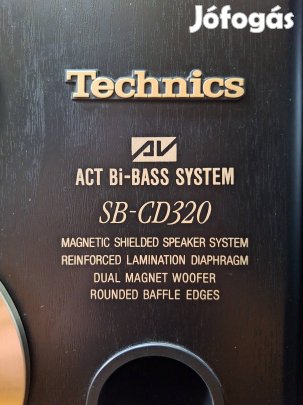 Jófogás
Technics
AV
ACT Bi-BASS SYSTEM
SB-CD320
MAGNETIC SHIELDED SPEAKER SYSTEM
REINFORCED LAMINATION DIAPHRAGM
DUAL MAGNET WOOFER
ROUNDED BAFFLE EDGES